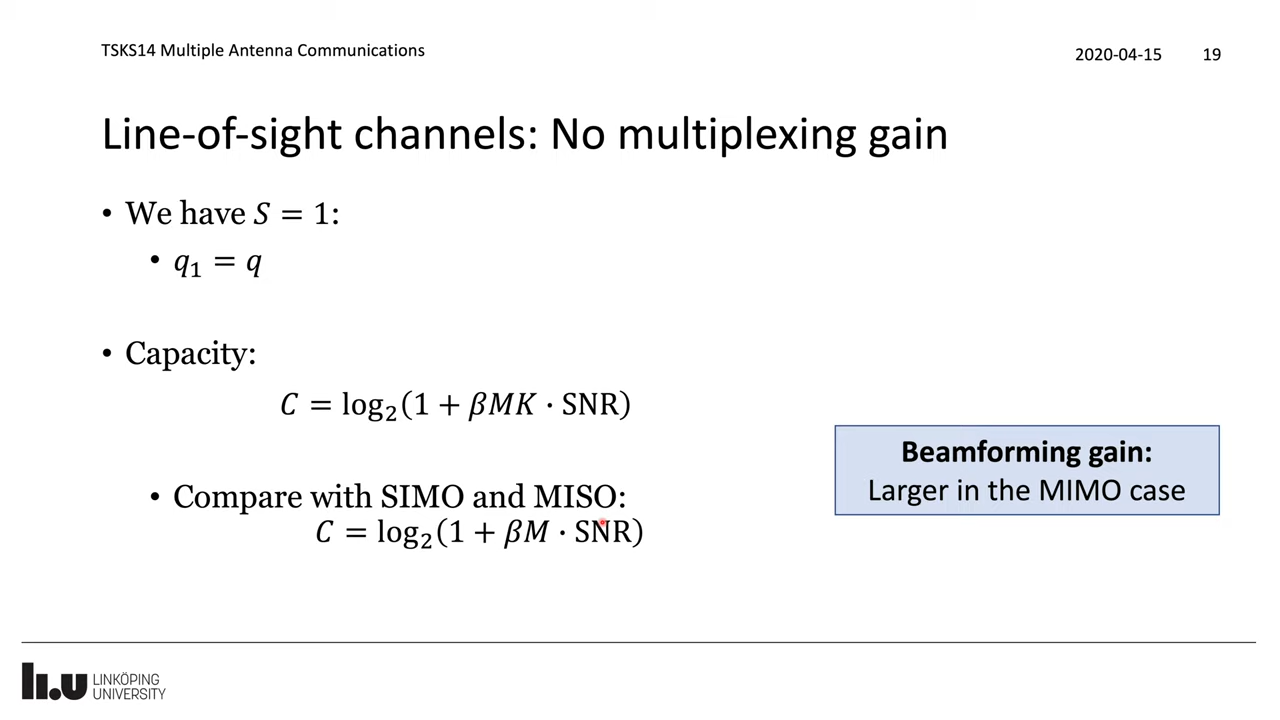 TSKS14 Multiple Antenna Communications
2020-04-15 19
Line-of-sight channels: No multiplexing gain
• We have 𝑆 = 1:
• 𝑞₁ = 𝑞
• Capacity:
𝐶 = log₂(1 + 𝛽𝑀𝐾 · SNR)
Beamforming gain:
Larger in the MIMO case
• Compare with SIMO and MISO:
𝐶 = log₂(1 + 𝛽𝑀 · SNR)
li.u LINKÖPING
UNIVERSITY